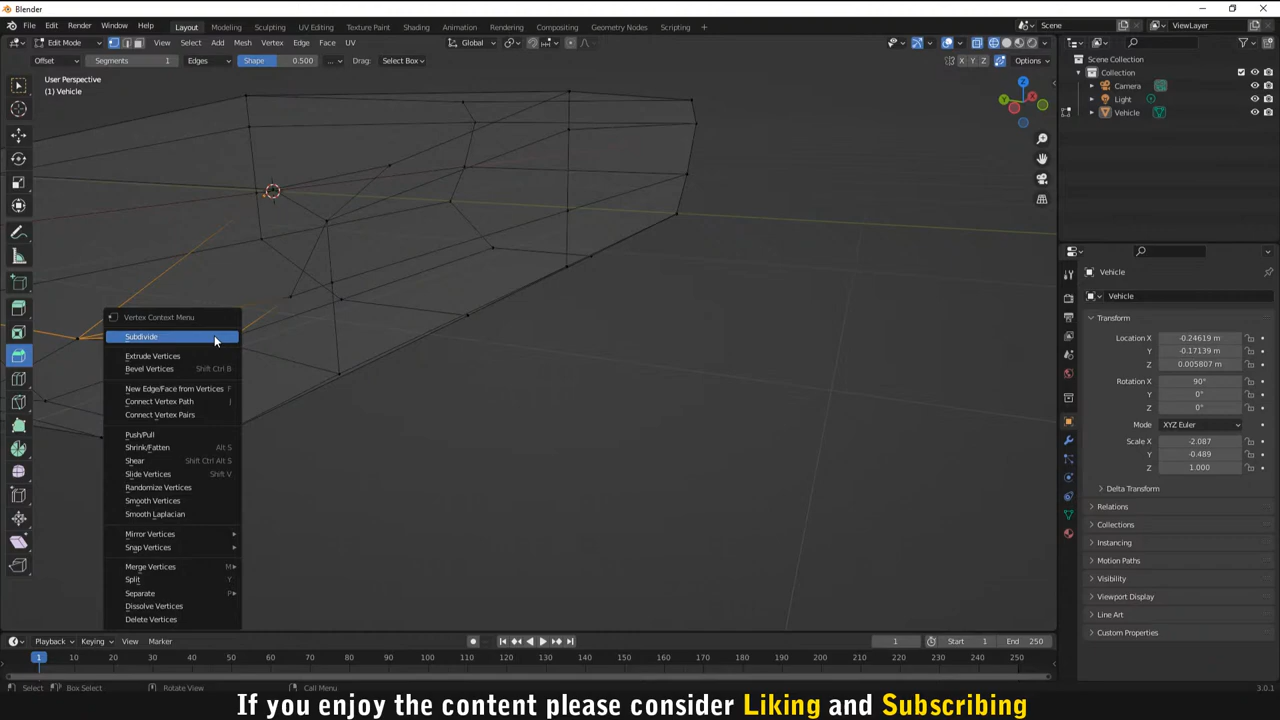 Blender
File Edit Render Window Help Layout Modeling Sculpting UV Editing Texture Paint Shading Animation Rendering Compositing Geometry Nodes Scripting + Scene ViewLayer
Edit Mode View Select Add Mesh Vertex Edge Face UV Global
Offset Segments 1 Edges Shape 0.500 ... Drag: Select Box X Y Z Options
User Perspective
(1) Vehicle
Scene Collection
Collection
Camera
Light
Vehicle
Z
Y
X
Vehicle
Vehicle
Transform
Location X -0.24619 m
Y -0.17139 m
Z 0.005807 m
Rotation X 90°
Y 0°
Z 0°
Mode XYZ Euler
Scale X -2.087
Y -0.489
Z 1.000
Delta Transform
Relations
Collections
Instancing
Motion Paths
Visibility
Viewport Display
Line Art
Custom Properties
Vertex Context Menu
Subdivide
Extrude Vertices
Bevel Vertices Shift Ctrl B
New Edge/Face from Vertices F
Connect Vertex Path J
Connect Vertex Pairs
Push/Pull
Shrink/Fatten Alt S
Shear Shift Ctrl Alt S
Slide Vertices Shift V
Randomize Vertices
Smooth Vertices
Smooth Laplacian
Mirror Vertices
Snap Vertices
Merge Vertices M
Split Y
Separate P
Dissolve Vertices
Delete Vertices
Playback Keying View Marker 1 Start 1 End 250
1 10 20 30 40 50 60 70 80 90 100 110 120 130 140 150 160 170 180 190 200 210 220 230 240 250
Select Box Select Rotate View Call Menu 3.0.1
If you enjoy the content please consider Liking and Subscribing